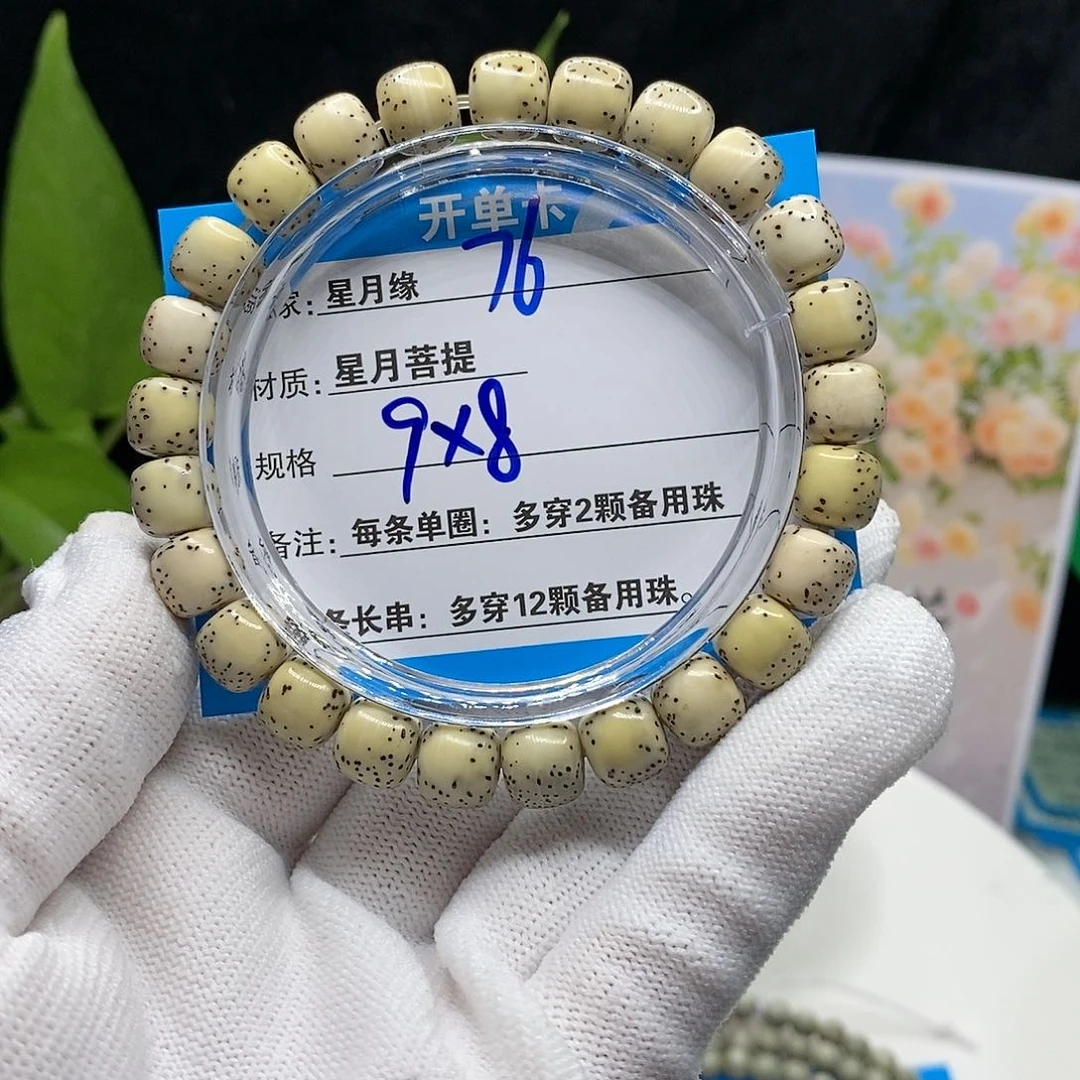 开单卡
家: 星月缘 76
材质: 星月菩提
规格 9×8
备注: 每条单圈: 多穿2颗备用珠
条长串: 多穿12颗备用珠。